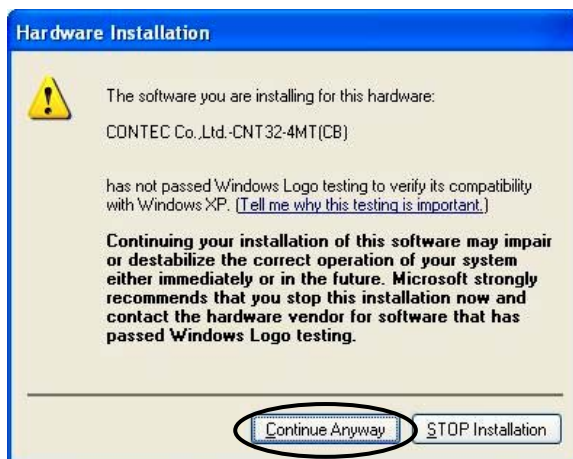 Hardware Installation
The software you are installing for this hardware:
CONTEC Co.,Ltd.-CNT32-4MT(CB)
has not passed Windows Logo testing to verify its compatibility
with Windows XP. (Tell me why this testing is important.)
Continuing your installation of this software may impair
or destabilize the correct operation of your system
either immediately or in the future. Microsoft strongly
recommends that you stop this installation now and
contact the hardware vendor for software that has
passed Windows Logo testing.
Continue Anyway STOP Installation